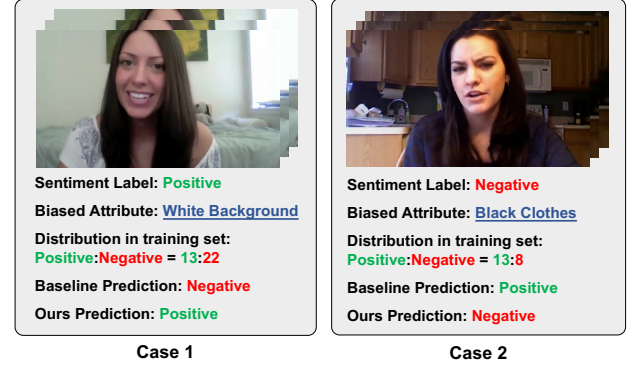 Sentiment Label: Positive
Biased Attribute: White Background
Distribution in training set:
Positive:Negative = 13:22
Baseline Prediction: Negative
Ours Prediction: Positive
Case 1
Sentiment Label: Negative
Biased Attribute: Black Clothes
Distribution in training set:
Positive:Negative = 13:8
Baseline Prediction: Positive
Ours Prediction: Negative
Case 2